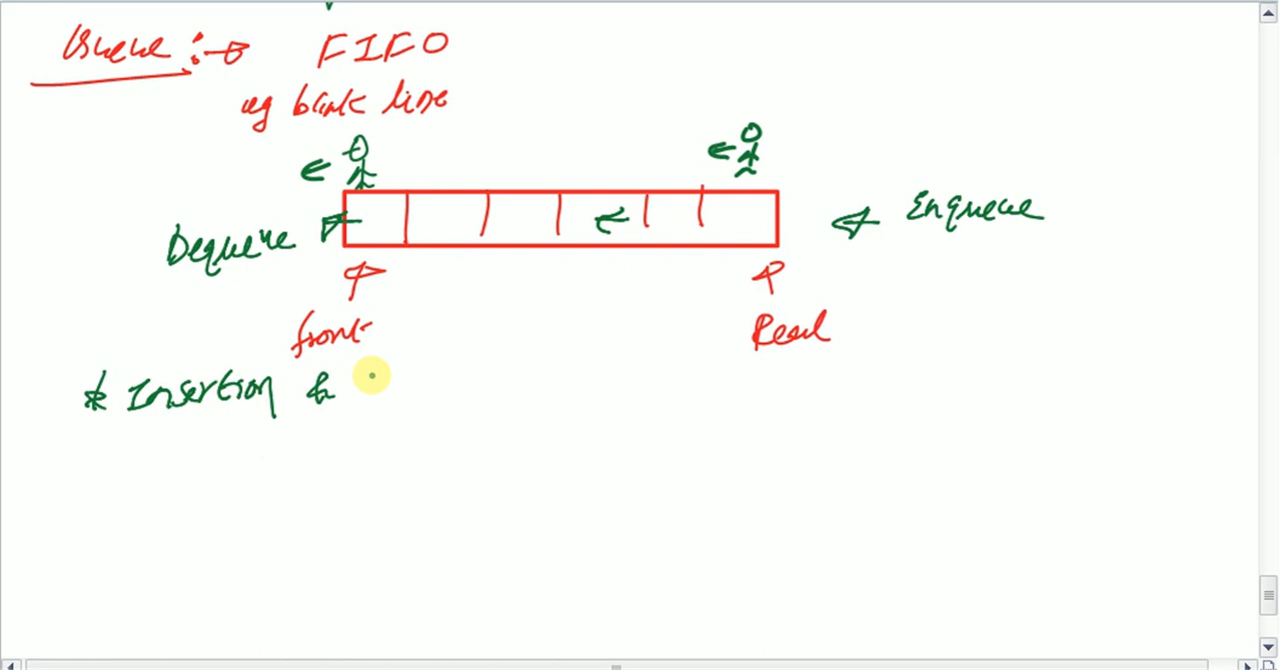 Queue :→ FIFO
eg bank line
Enqueue
Dequeue
front Rear
* Insertion &